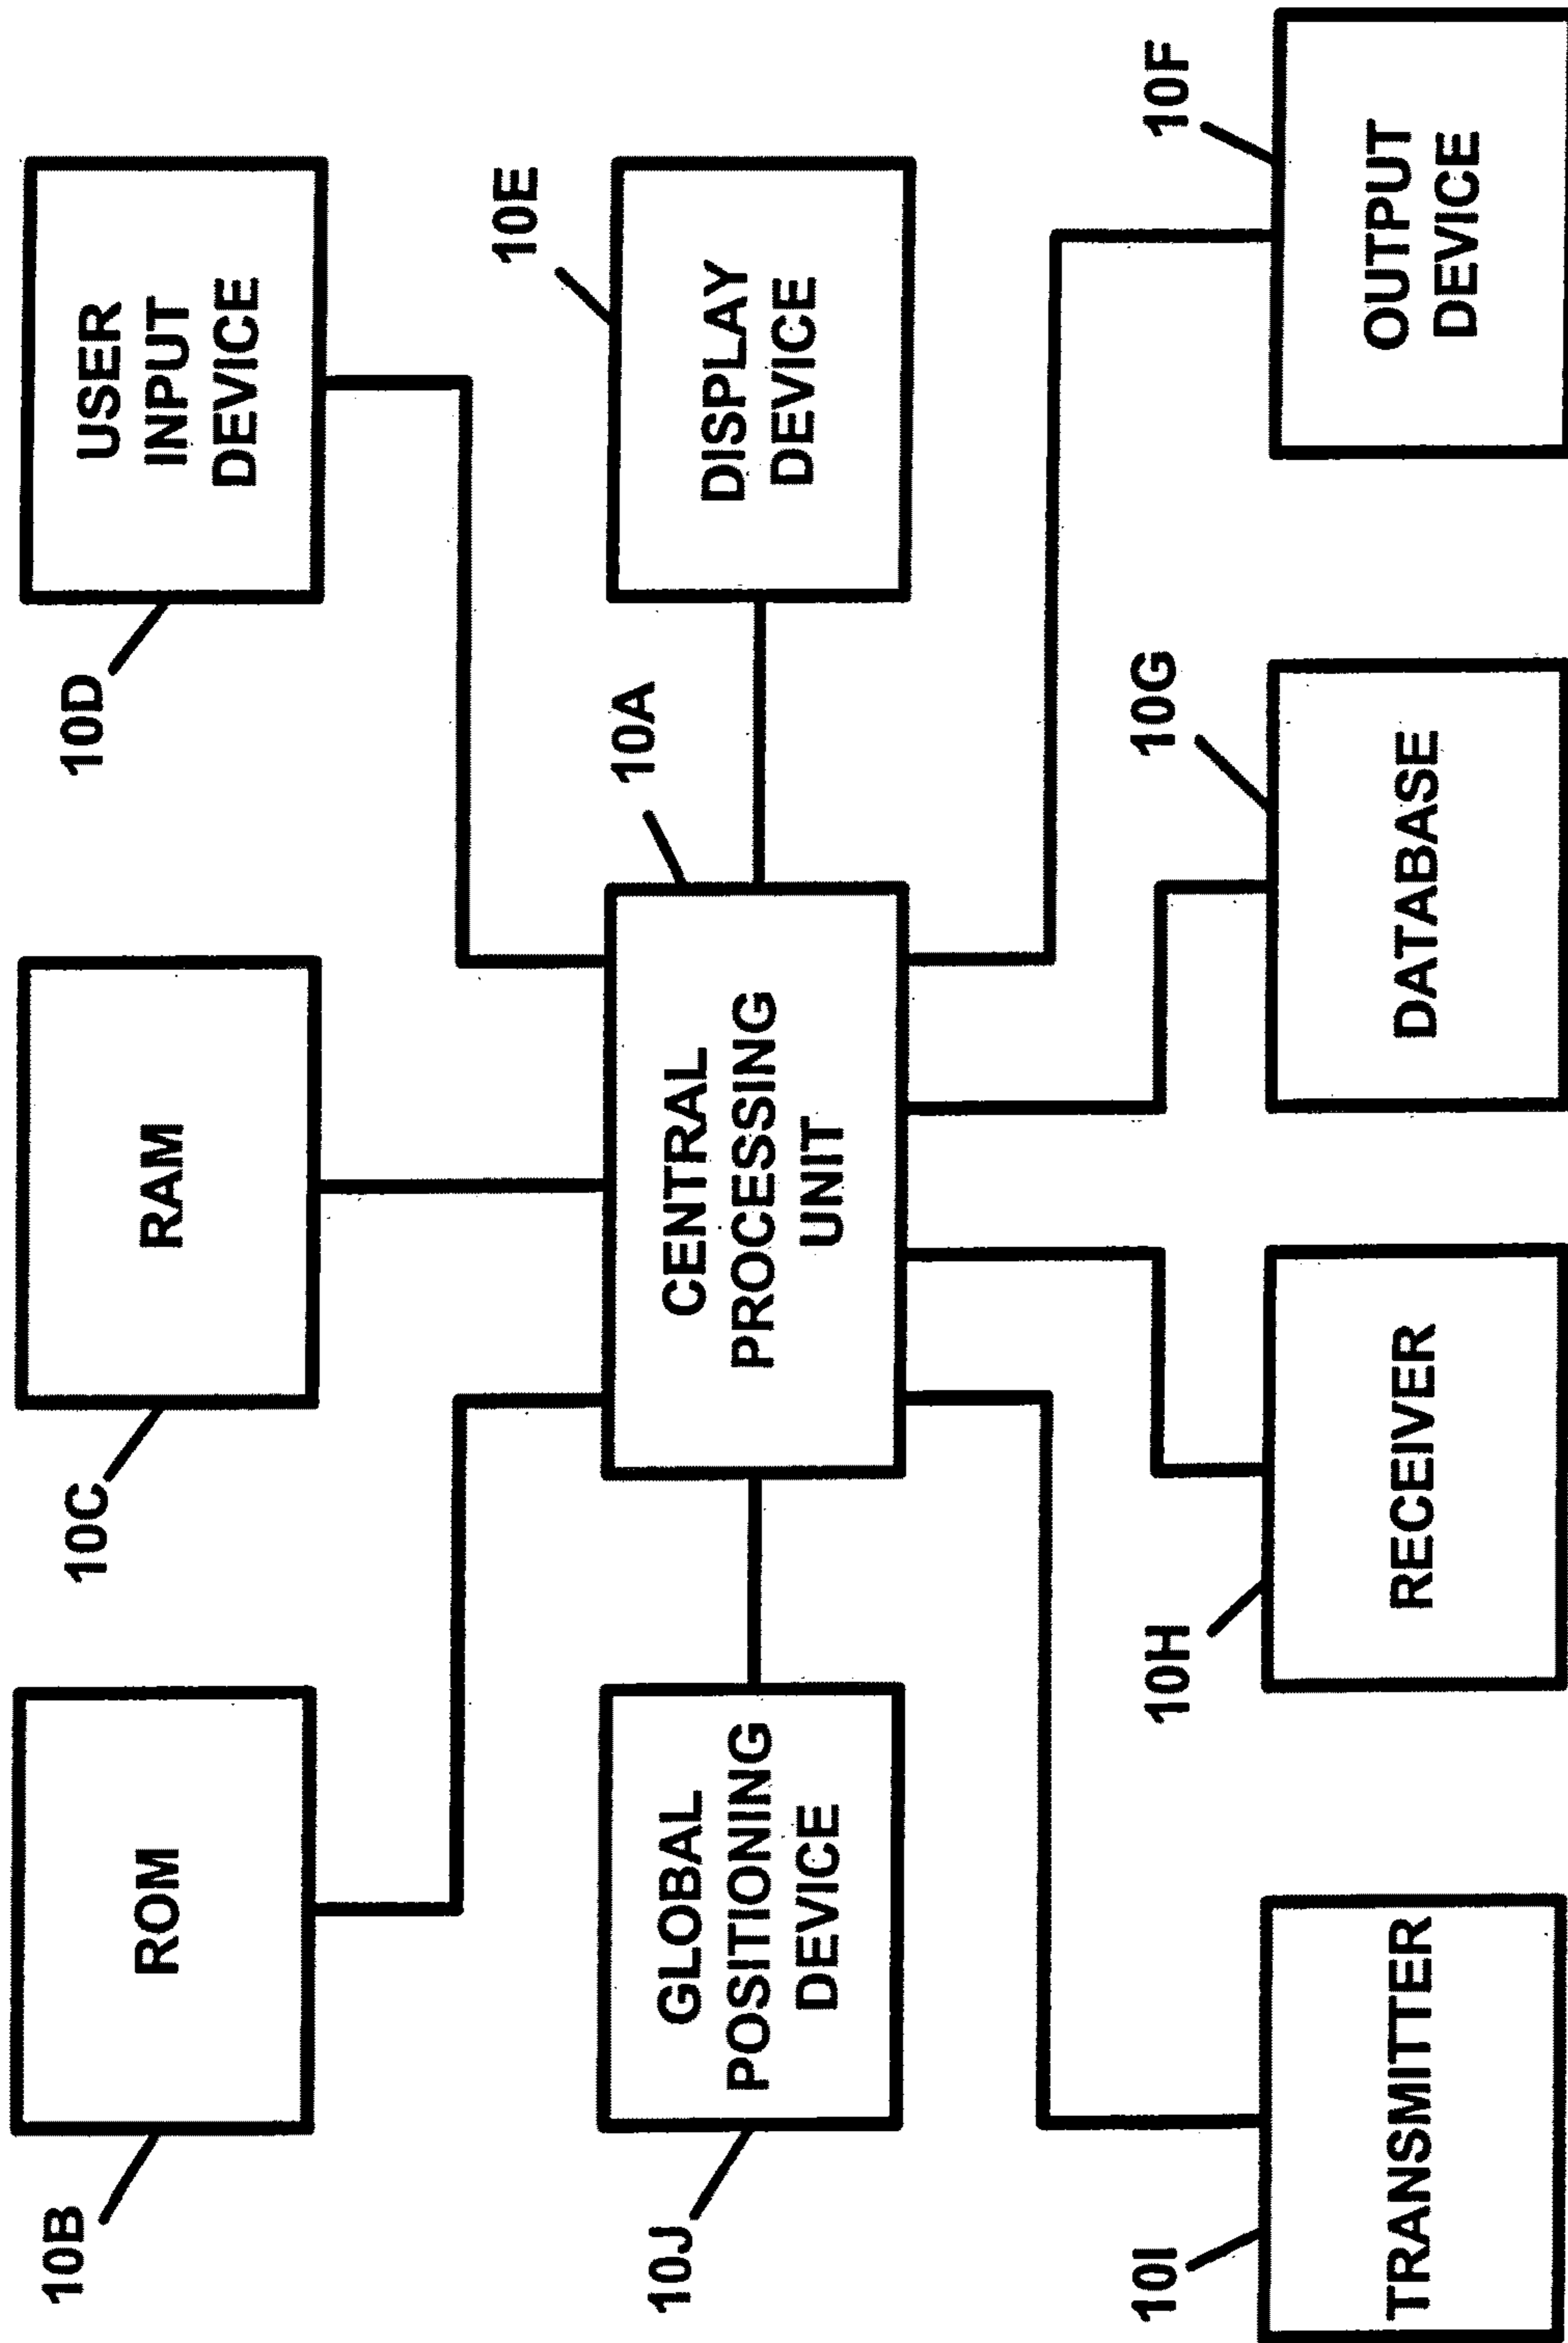 10B
ROM
10C
RAM
10D
USER
INPUT
DEVICE
10J
GLOBAL
POSITIONING
DEVICE
10A
CENTRAL
PROCESSING
UNIT
10E
DISPLAY
DEVICE
10I
TRANSMITTER
10H
RECEIVER
10G
DATABASE
10F
OUTPUT
DEVICE